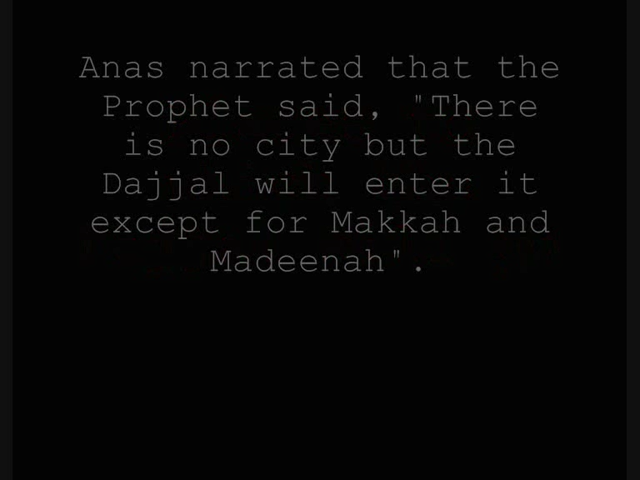 Anas narrated that the
Prophet said, "There
is no city but the
Dajjal will enter it
except for Makkah and
Madeenah".